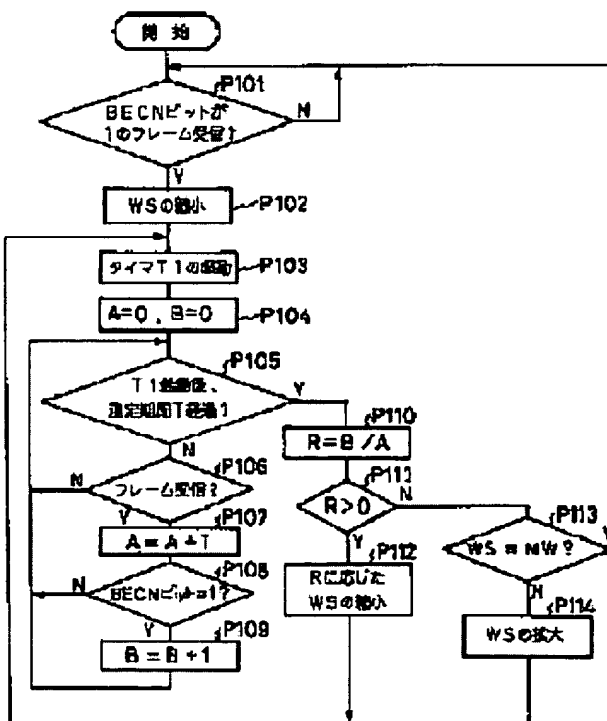 開始
P101
BECNビットが
1のフレーム受信?
N
Y
WSの縮小
P102
タイマT1の起動
P103
A=0, B=0
P104
P105
T1起動後、
測定期間T経過?
Y
N
P106
フレーム受信?
N
Y
P107
A=A+1
P108
BECNビット=1?
N
Y
P109
B=B+1
P110
R=B/A
P111
R>0
N
Y
P112
Rに応じた
WSの縮小
P113
WS=NW?
Y
N
P114
WSの拡大